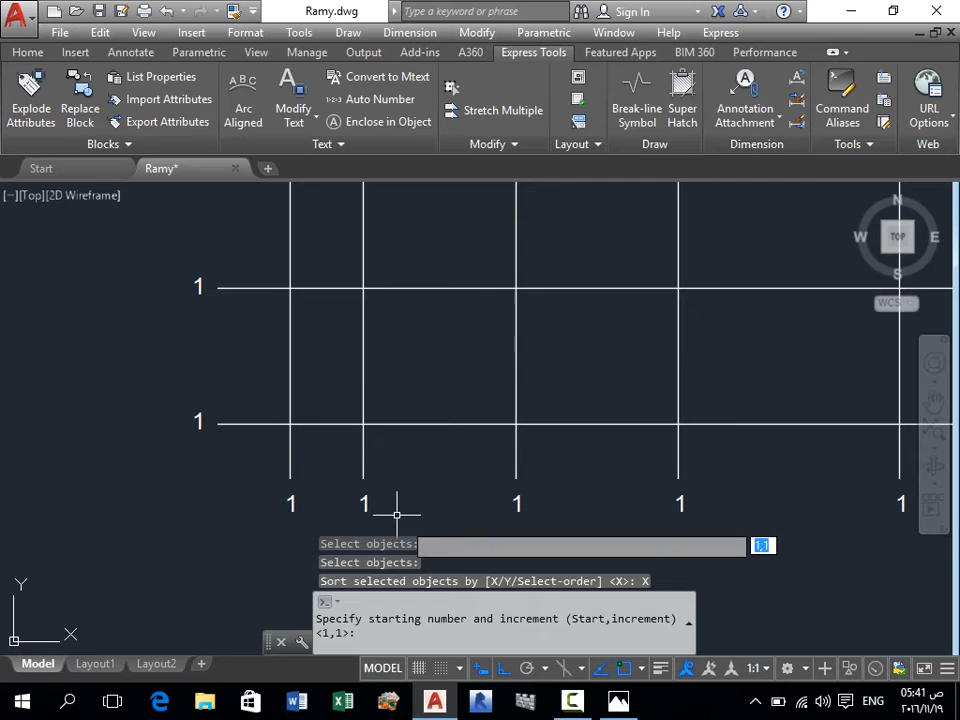 Ramy.dwg
Type a keyword or phrase
Sign In
File Edit View Insert Format Tools Draw Dimension Modify Parametric Window Help Express
Home Insert Annotate Parametric View Manage Output Add-ins A360 Express Tools Featured Apps BIM 360 Performance
Explode Attributes
Replace Block
List Properties
Import Attributes
Export Attributes
Blocks
ABC
Arc Aligned
A
Modify Text
Convert to Mtext
1-2-3 Auto Number
A Enclose in Object
Text
Stretch Multiple
Modify
Layout
Break-line Symbol
Super Hatch
Draw
Annotation Attachment
Dimension
Command Aliases
Tools
URL Options
Web
Start
Ramy*
[−][Top][2D Wireframe]
N
W TOP E
S
WCS
1
1
1 1 1 1 1
Select objects:
1,1
Select objects:
Sort selected objects by [X/Y/Select-order] <X>: X
Specify starting number and increment (Start,increment)
<1,1>:
Y
X
Model Layout1 Layout2 +
MODEL
1:1
ENG
05:41 ص
٢٠١٦/١١/١٩